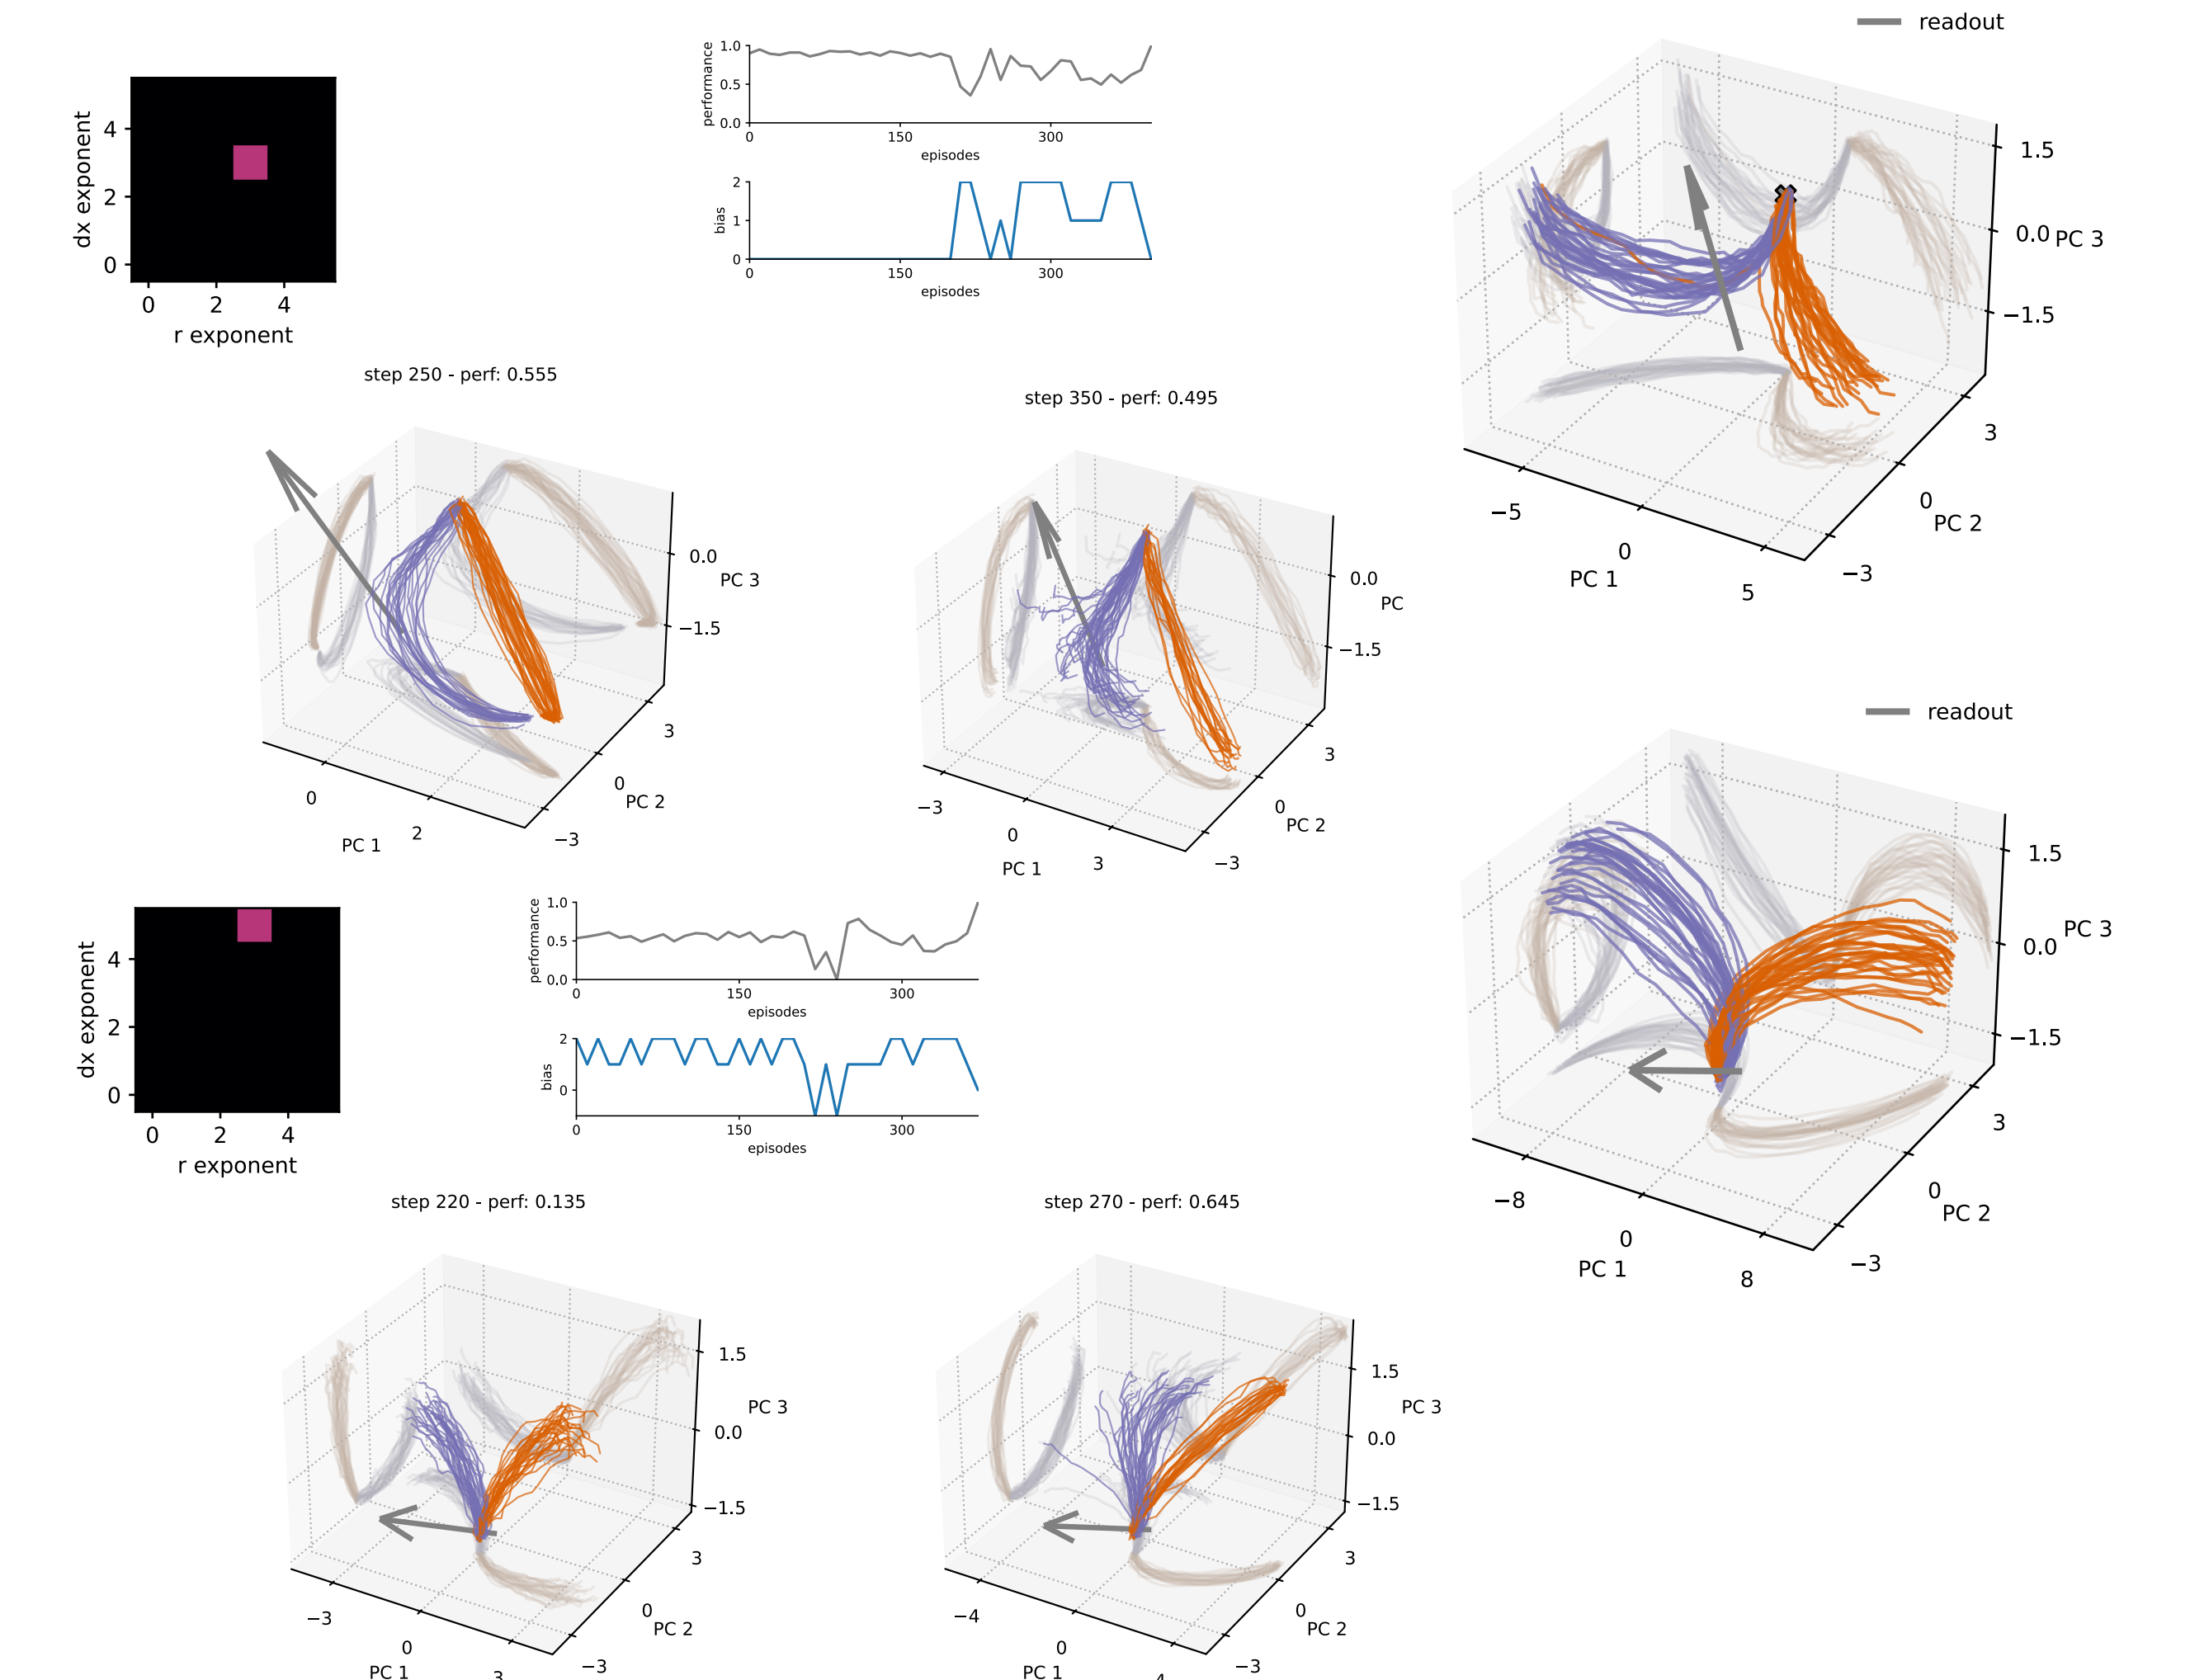 readout
1.0
0.5
0.0
performance
0 150 300
episodes
2
1
0
bias
0 150 300
episodes
4
2
0
dx exponent
0 2 4
r exponent
1.5
0.0
−1.5
PC 3
3
0
−3
PC 2
−5
0
5
PC 1
step 250 - perf: 0.555
0.0
−1.5
PC 3
3
0
−3
PC 2
0
2
PC 1
step 350 - perf: 0.495
0.0
−1.5
PC
3
0
−3
PC 2
−3
0
3
PC 1
readout
1.5
0.0
−1.5
PC 3
3
0
−3
PC 2
−8
0
8
PC 1
4
2
0
dx exponent
0 2 4
r exponent
1.0
0.5
0.0
performance
0 150 300
episodes
2
0
bias
0 150 300
episodes
step 220 - perf: 0.135
1.5
0.0
−1.5
PC 3
3
0
−3
PC 2
−3
0
3
PC 1
step 270 - perf: 0.645
1.5
0.0
−1.5
PC 3
3
0
−3
PC 2
−4
0
4
PC 1